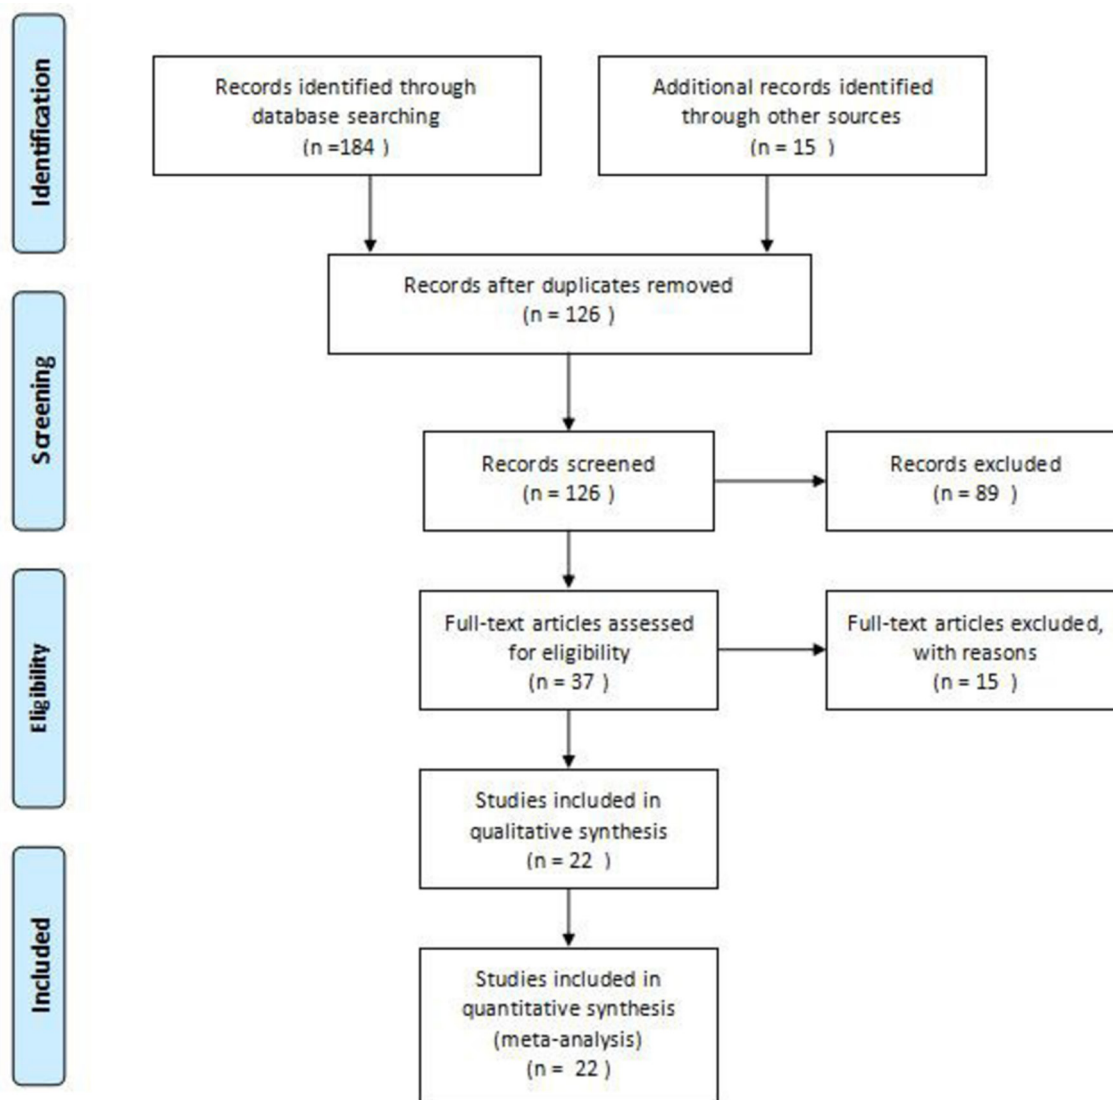 Identification
Records identified through
database searching
(n =184 )
Additional records identified
through other sources
(n = 15 )
Records after duplicates removed
(n = 126 )
Screening
Records screened
(n = 126 )
Records excluded
(n = 89 )
Eligibility
Full-text articles assessed
for eligibility
(n = 37 )
Full-text articles excluded,
with reasons
(n = 15 )
Studies included in
qualitative synthesis
(n = 22 )
Included
Studies included in
quantitative synthesis
(meta-analysis)
(n = 22 )